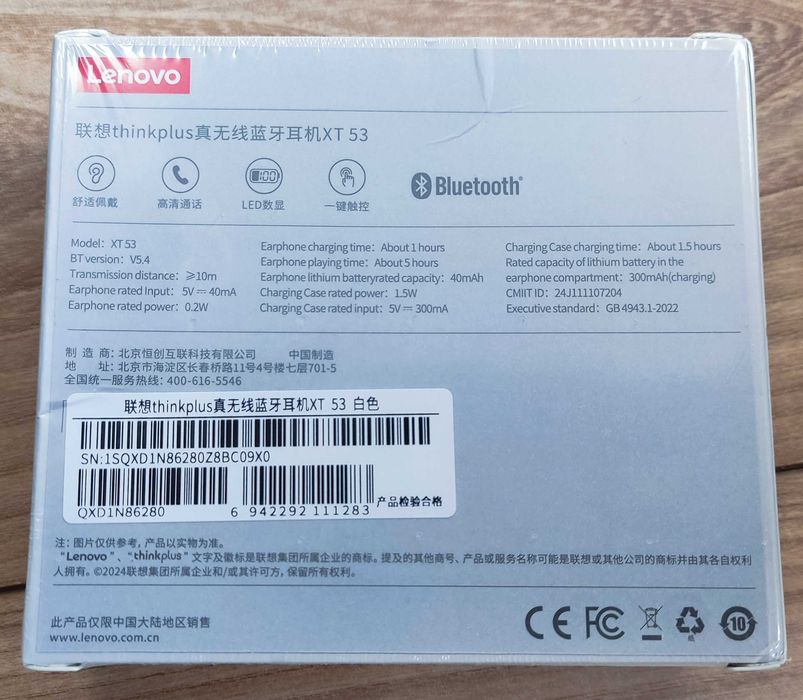 Lenovo
联想thinkplus真无线蓝牙耳机XT 53
舒适佩戴
高清通话
100
LED数显
一键触控
Bluetooth®
Model: XT 53
BT version: V5.4
Transmission distance: ≥10m
Earphone rated Input: 5V⎓40mA
Earphone rated power: 0.2W
Earphone charging time: About 1 hours
Earphone playing time: About 5 hours
Earphone lithium batteryrated capacity: 40mAh
Charging Case rated power: 1.5W
Charging Case rated input: 5V⎓300mA
Charging Case charging time: About 1.5 hours
Rated capacity of lithium battery in the
earphone compartment: 300mAh(charging)
CMIIT ID: 24J111107204
Executive standard: GB 4943.1-2022
制 造 商: 北京恒创互联科技有限公司 中国制造
地 址: 北京市海淀区长春桥路11号4号楼七层701-5
全国统一服务热线: 400-616-5546
联想thinkplus真无线蓝牙耳机XT 53 白色
SN:1SQXD1N86280Z8BC09X0
QXD1N86280
6 942292 111283
产品检验合格
注: 图片仅供参考, 产品以实物为准。
“Lenovo”、“thinkplus”文字及徽标是联想集团所属企业的商标。提及的其他商号、产品或服务名称可能是联想或其他公司的商标并由其各自权利
人拥有。©2024联想集团所属企业和/或其许可方, 保留所有权利。
此产品仅限中国大陆地区销售
www.lenovo.com.cn
CE FC
纸
10